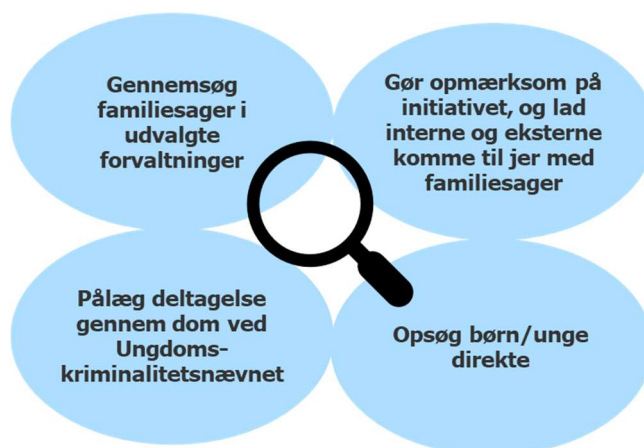 Gennemsøg
familiesager i
udvalgte
forvaltninger
Gør opmærksom på
initiativet, og lad
interne og eksterne
komme til jer med
familiesager
Pålæg deltagelse
gennem dom ved
Ungdoms-
kriminalitetsnævnet
Opsøg børn/unge
direkte